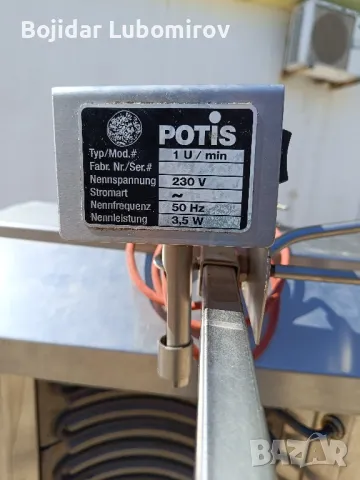 Bojidar Lubomirov
POTIS
Typ/Mod.# 1 U / min
Fabr. Nr./Ser.#
Nennspannung 230 V
Stromart ~
Nennfrequenz 50 Hz
Nennleistung 3,5 W
BAZAR